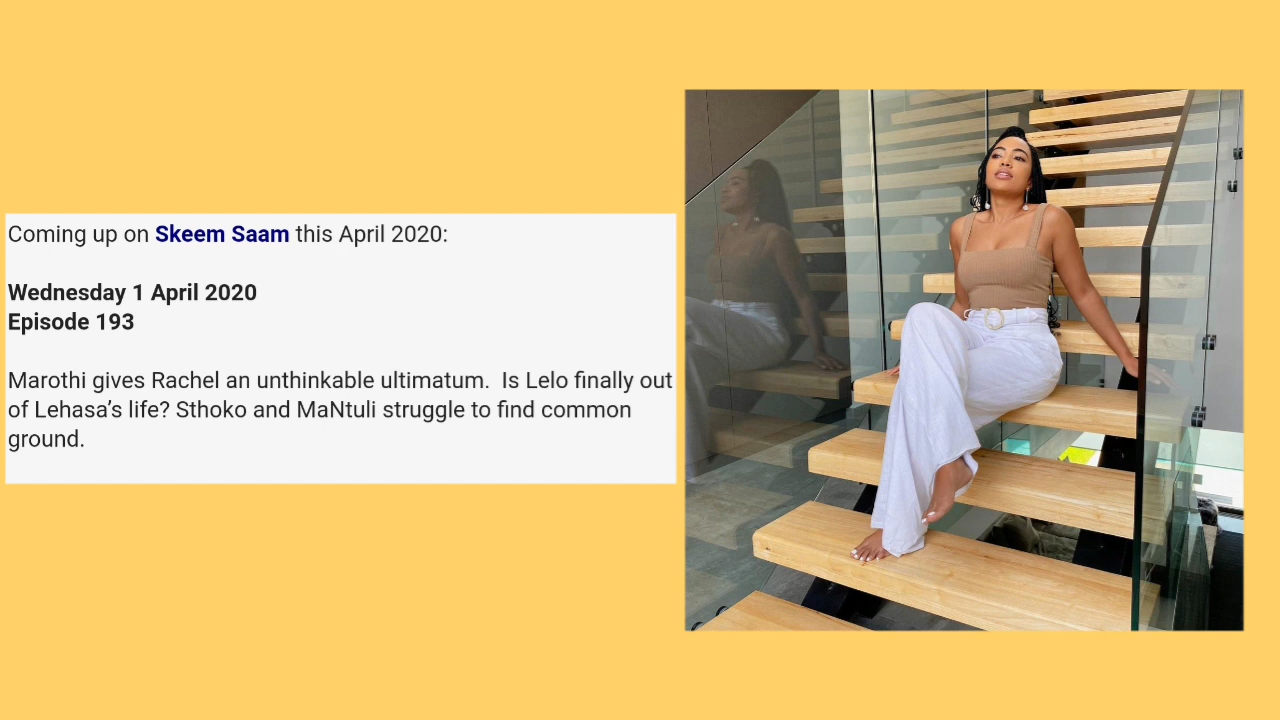 Coming up on Skeem Saam this April 2020:
Wednesday 1 April 2020
Episode 193
Marothi gives Rachel an unthinkable ultimatum.  Is Lelo finally out
of Lehasa’s life? Sthoko and MaNtuli struggle to find common
ground.